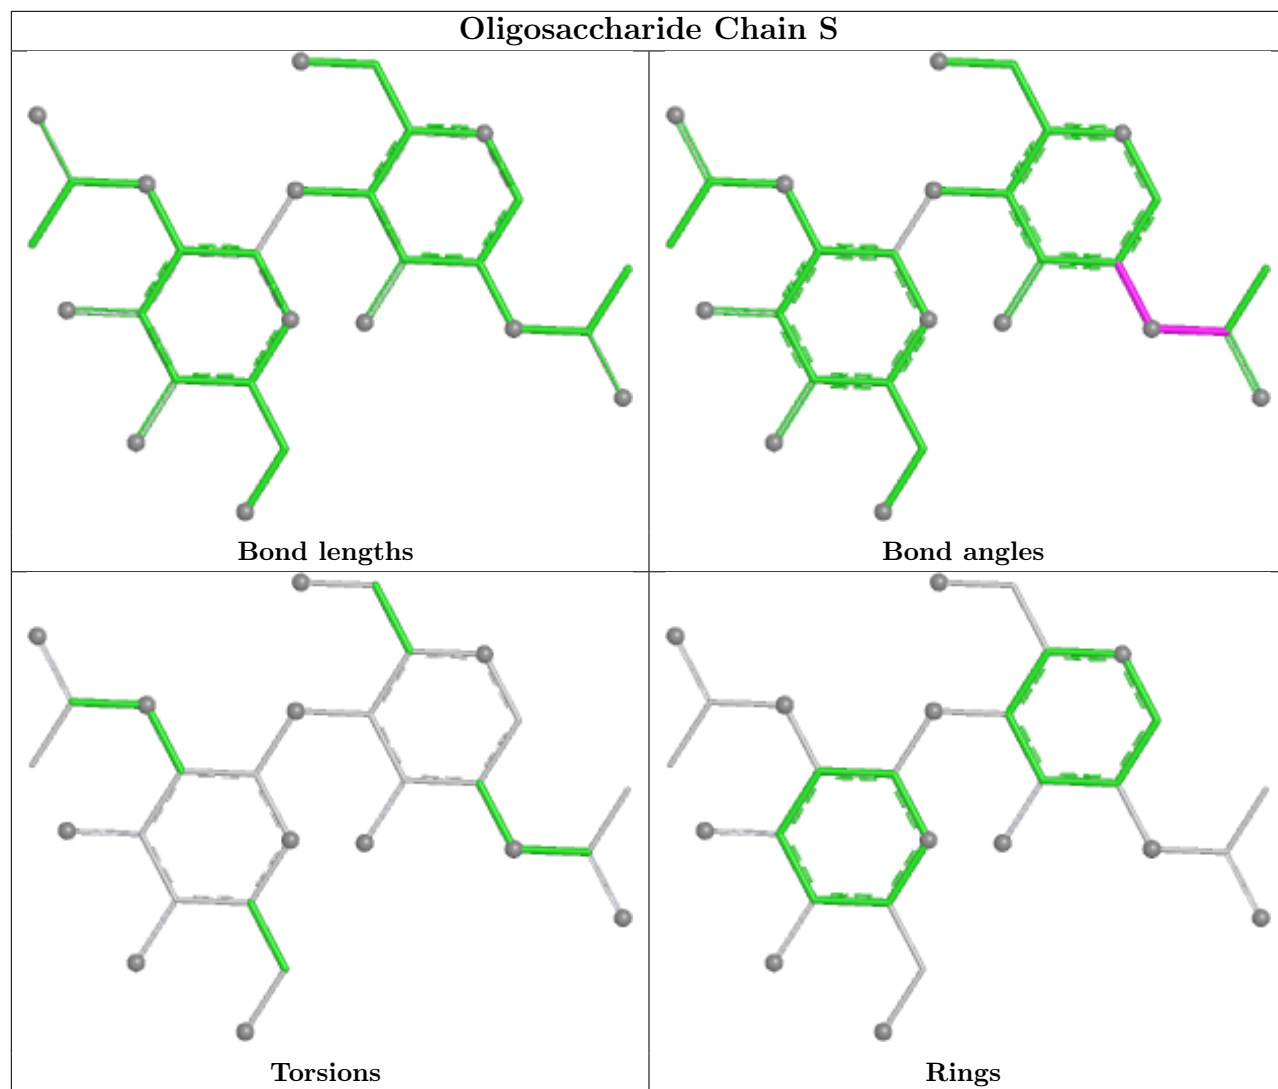 Oligosaccharide Chain S
Bond lengths
Bond angles
Torsions
Rings